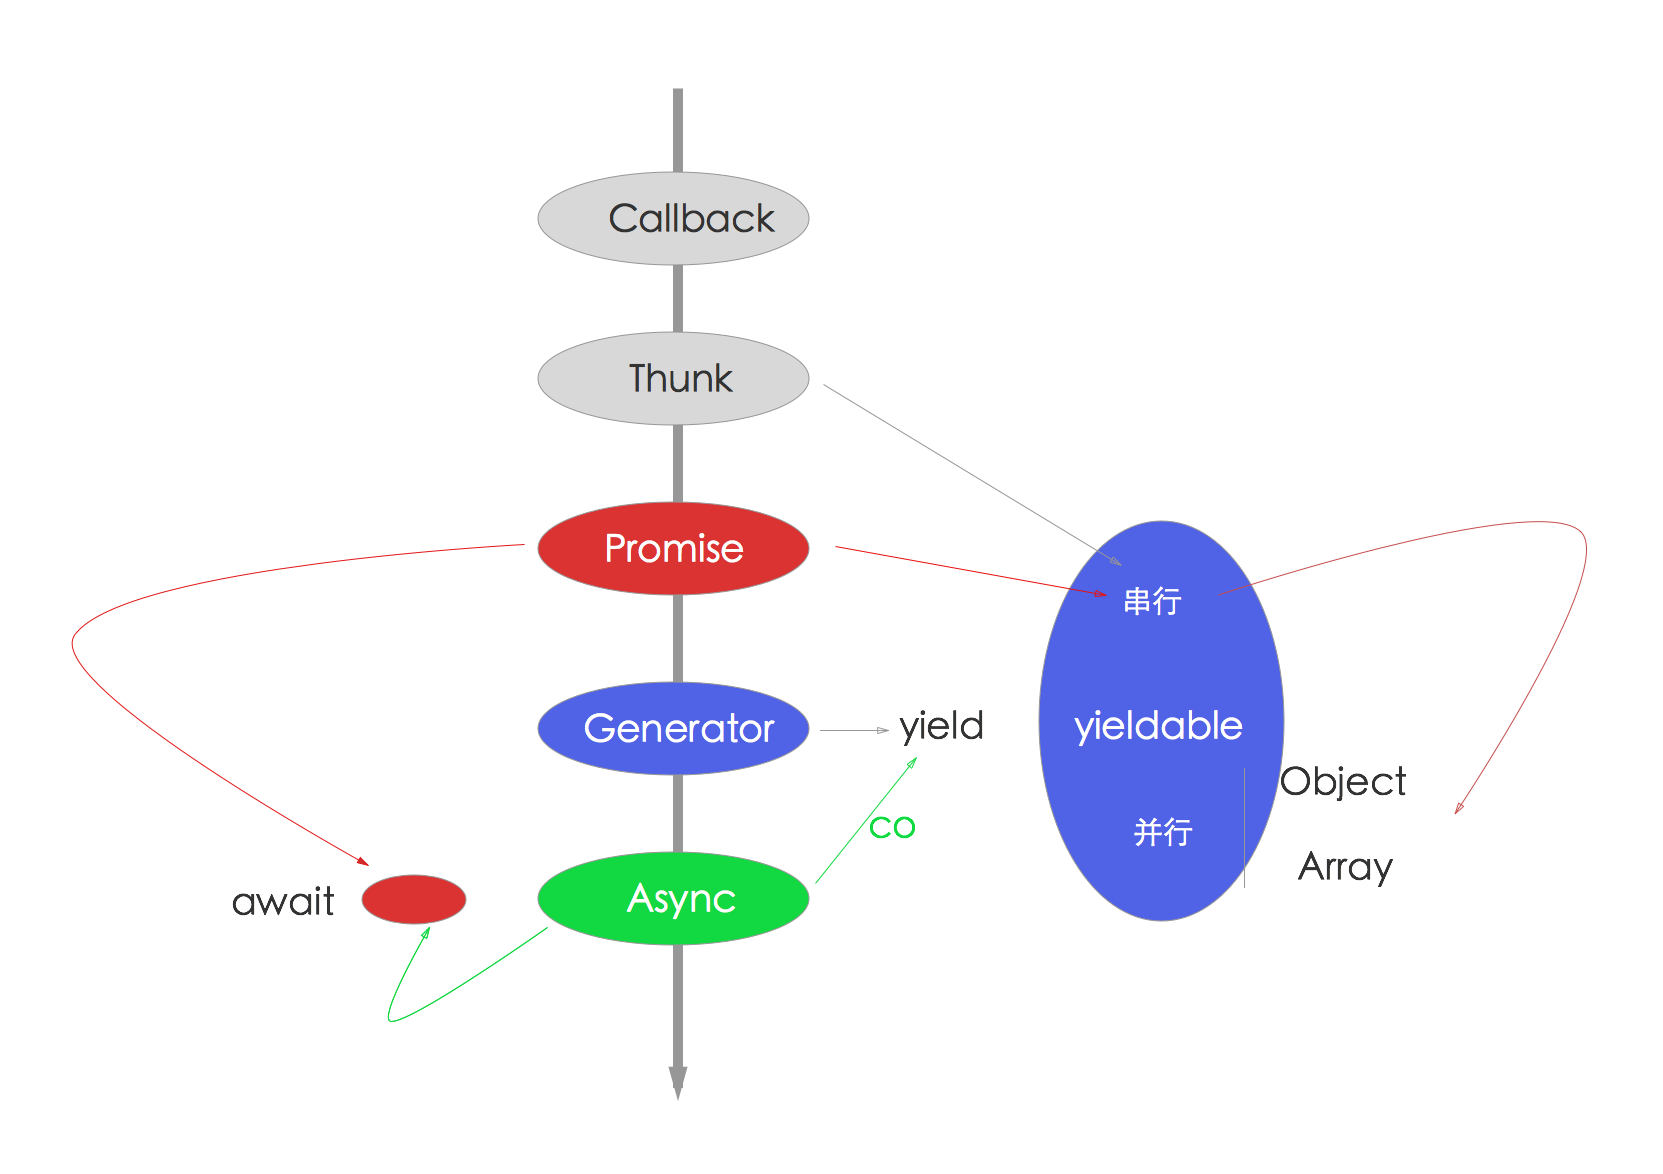 Callback
Thunk
Promise
串行
Generator
yield
yieldable
Object
co
并行
Array
await
Async